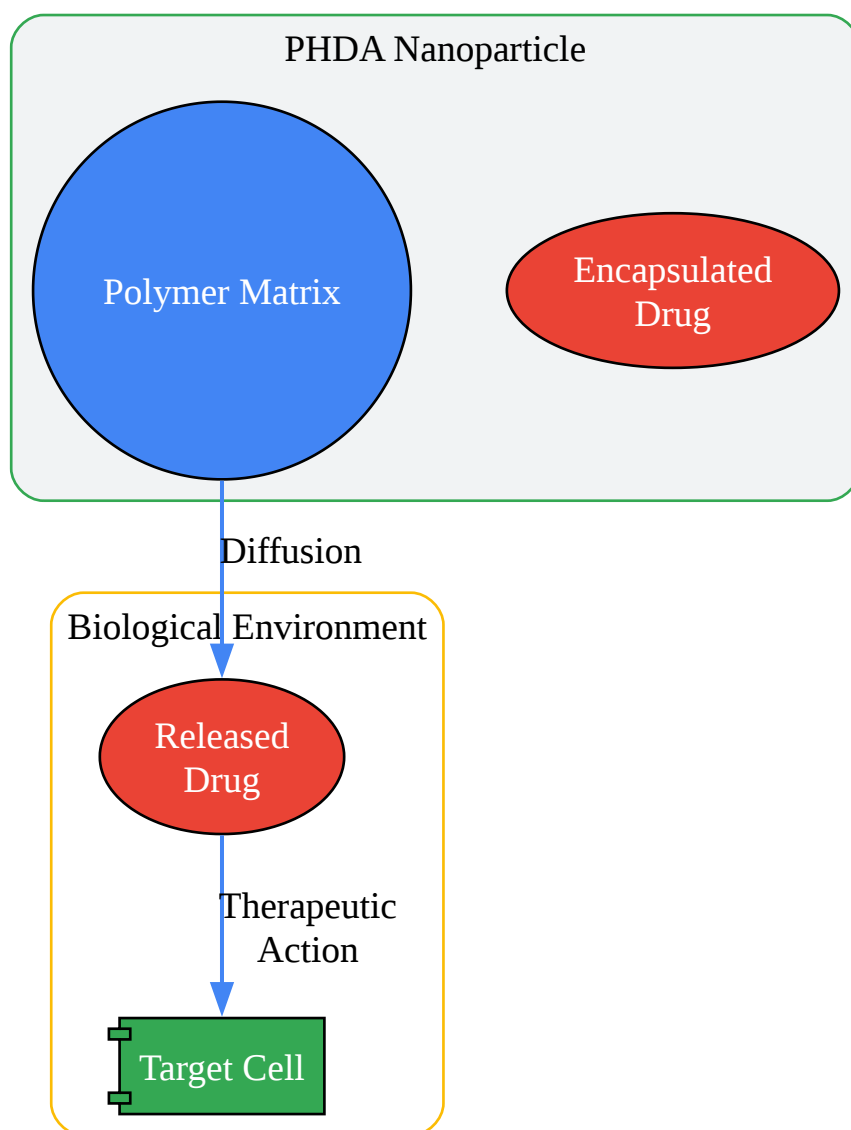 PHDA Nanoparticle
Polymer Matrix
Encapsulated
Drug
Diffusion
Biological Environment
Released
Drug
Therapeutic
Action
Target Cell